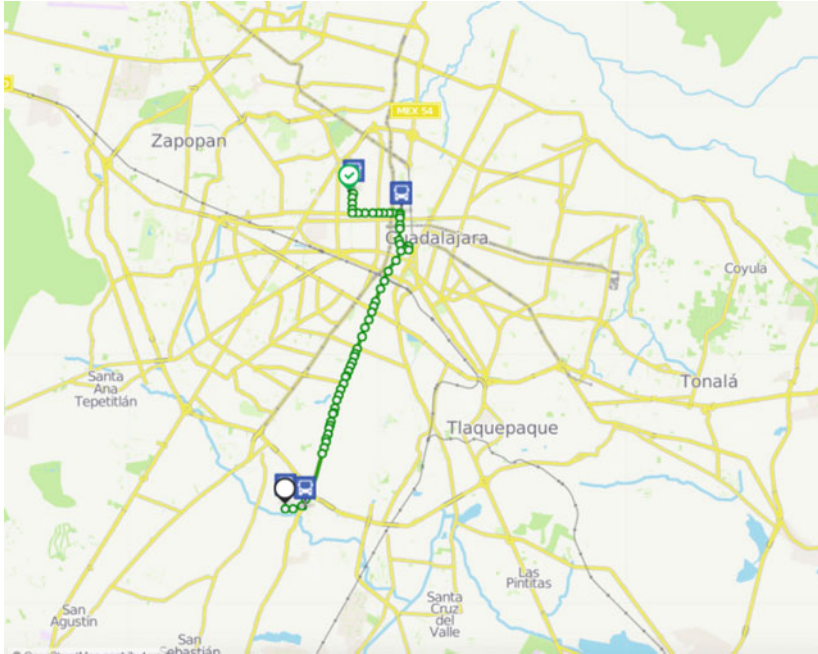 MEX 54
Zapopan
Guadalajara
Coyula
Santa
Ana
Tepetitlán
Tonalá
Tlaquepaque
Las
Pintitas
Santa
Cruz
del
Valle
San
Agustín
San
Sebastián